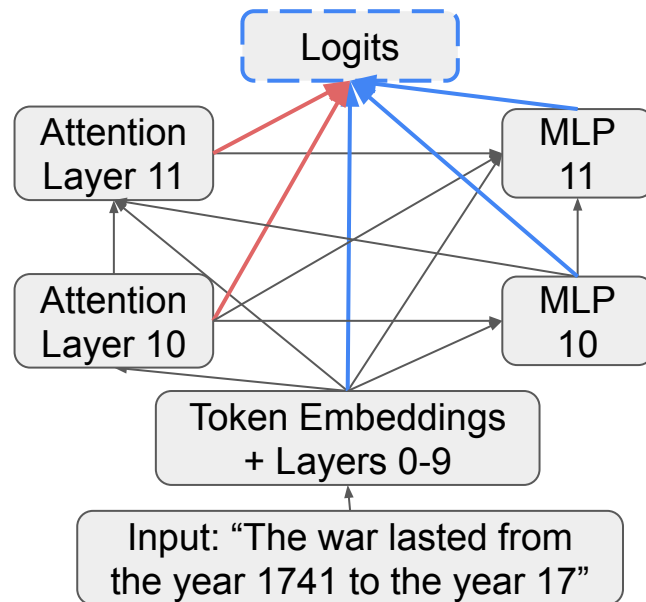 Logits
Attention
Layer 11
MLP
11
Attention
Layer 10
MLP
10
Token Embeddings
+ Layers 0-9
Input: “The war lasted from
the year 1741 to the year 17”